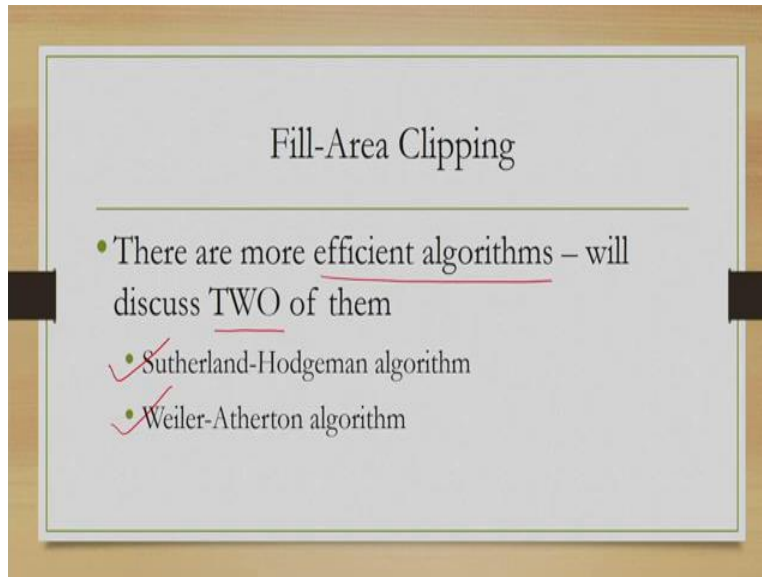 Fill-Area Clipping
• There are more efficient algorithms – will
discuss TWO of them
• Sutherland-Hodgeman algorithm
• Weiler-Atherton algorithm